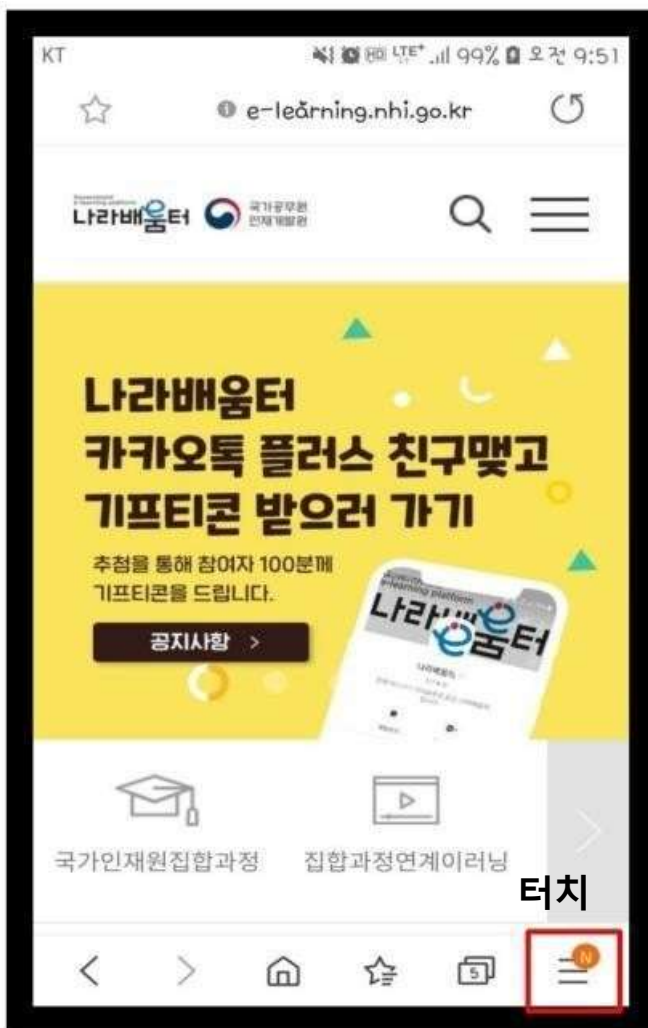 KT HD LTE+ 99% 오전 9:51
e-learning.nhi.go.kr
나라배움터 국가공무원
인재개발원
나라배움터
카카오톡 플러스 친구맺고
기프티콘 받으러 가기
추첨을 통해 참여자 100분께
기프티콘을 드립니다.
공지사항 >
e-learning platform
나라배움터
국가인재원집합과정 집합과정연계이러닝
터치
5 N